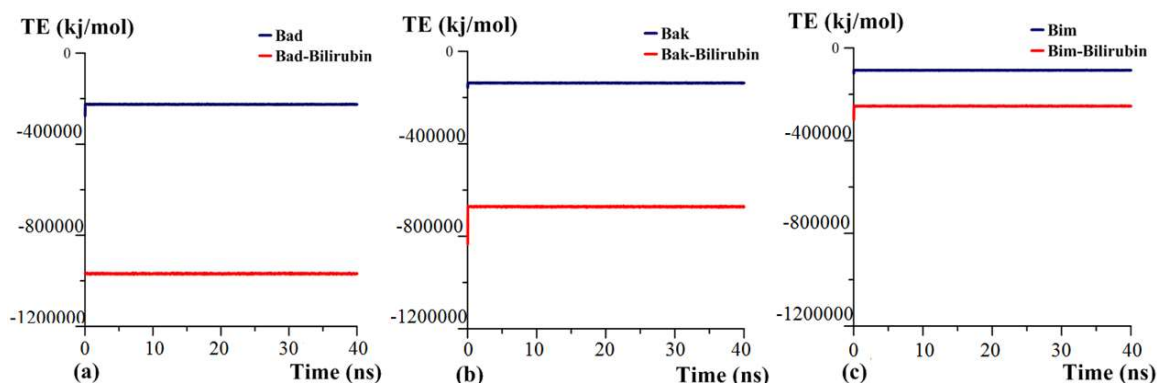 TE (kj/mol)
Bad
Bad-Bilirubin
0
-400000
-800000
-1200000
0 10 20 30 40
(a) Time (ns)
TE (kj/mol)
Bak
Bak-Bilirubin
0
-400000
-800000
-1200000
0 10 20 30 40
(b) Time (ns)
TE (kj/mol)
Bim
Bim-Bilirubin
0
-400000
-800000
-1200000
0 10 20 30 40
(c) Time (ns)